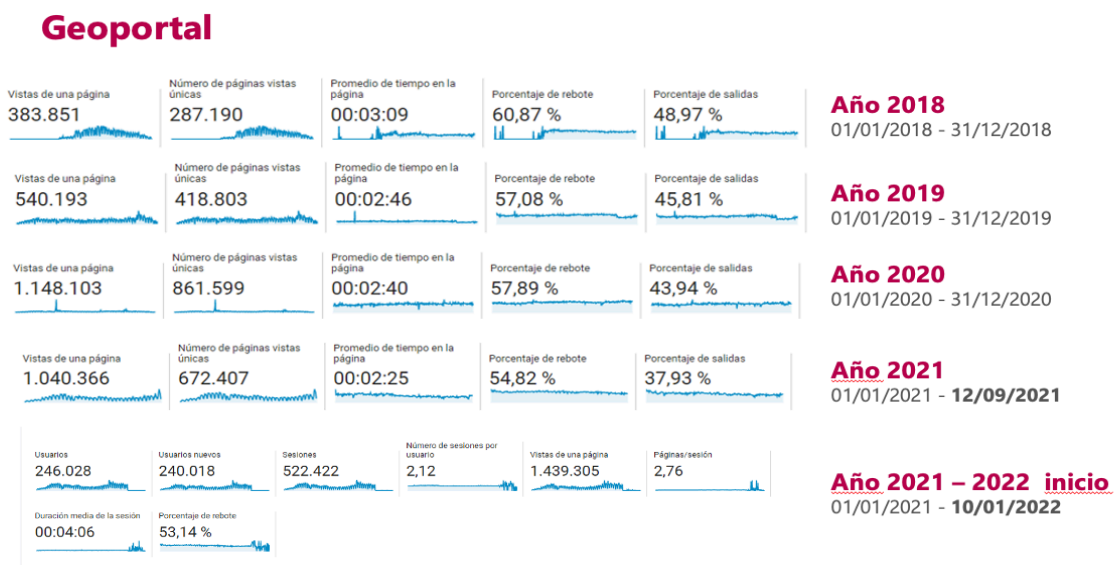 Geoportal
Vistas de una página
383.851
Número de páginas vistas
únicas
287.190
Promedio de tiempo en la
página
00:03:09
Porcentaje de rebote
60,87 %
Porcentaje de salidas
48,97 %
Año 2018
01/01/2018 - 31/12/2018
Vistas de una página
540.193
Número de páginas vistas
únicas
418.803
Promedio de tiempo en la
página
00:02:46
Porcentaje de rebote
57,08 %
Porcentaje de salidas
45,81 %
Año 2019
01/01/2019 - 31/12/2019
Vistas de una página
1.148.103
Número de páginas vistas
únicas
861.599
Promedio de tiempo en la
página
00:02:40
Porcentaje de rebote
57,89 %
Porcentaje de salidas
43,94 %
Año 2020
01/01/2020 - 31/12/2020
Vistas de una página
1.040.366
Número de páginas vistas
únicas
672.407
Promedio de tiempo en la
página
00:02:25
Porcentaje de rebote
54,82 %
Porcentaje de salidas
37,93 %
Año 2021
01/01/2021 - 12/09/2021
Usuarios
246.028
Usuarios nuevos
240.018
Sesiones
522.422
Número de sesiones por
usuario
2,12
Vistas de una página
1.439.305
Páginas/sesión
2,76
Duración media de la sesión
00:04:06
Porcentaje de rebote
53,14 %
Año 2021 – 2022 inicio
01/01/2021 - 10/01/2022